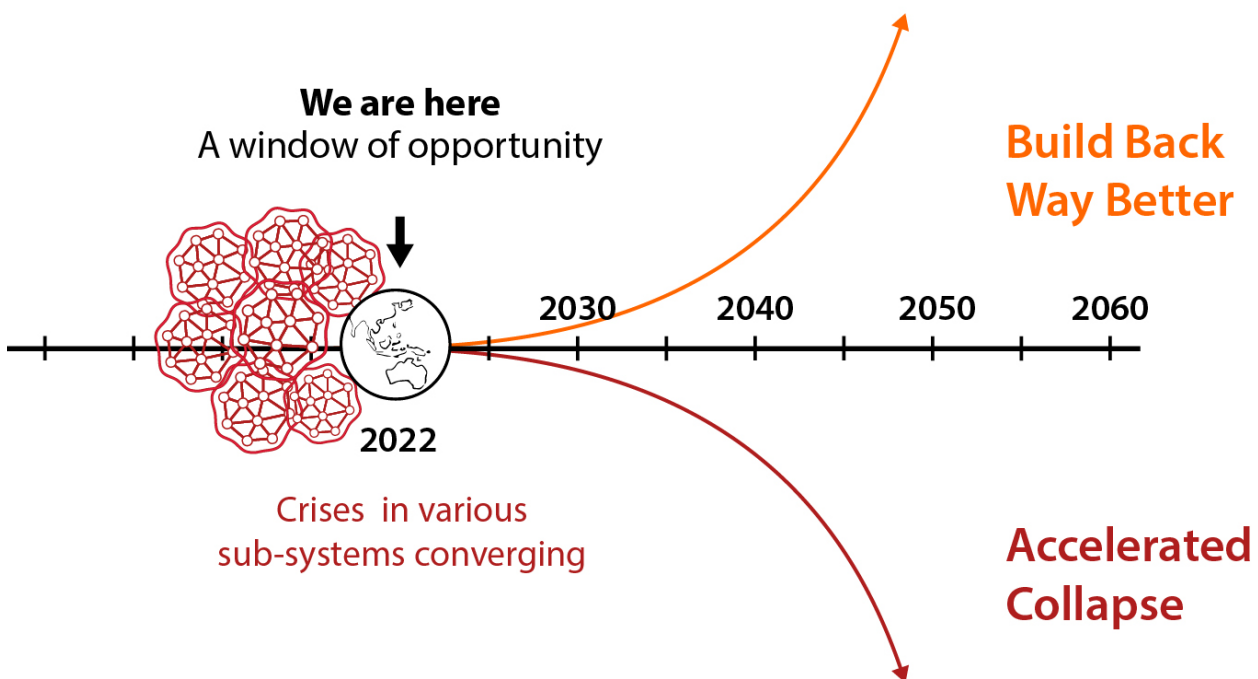 We are here
A window of opportunity
Build Back
Way Better
2030
2040
2050
2060
2022
Crises in various
sub-systems converging
Accelerated
Collapse